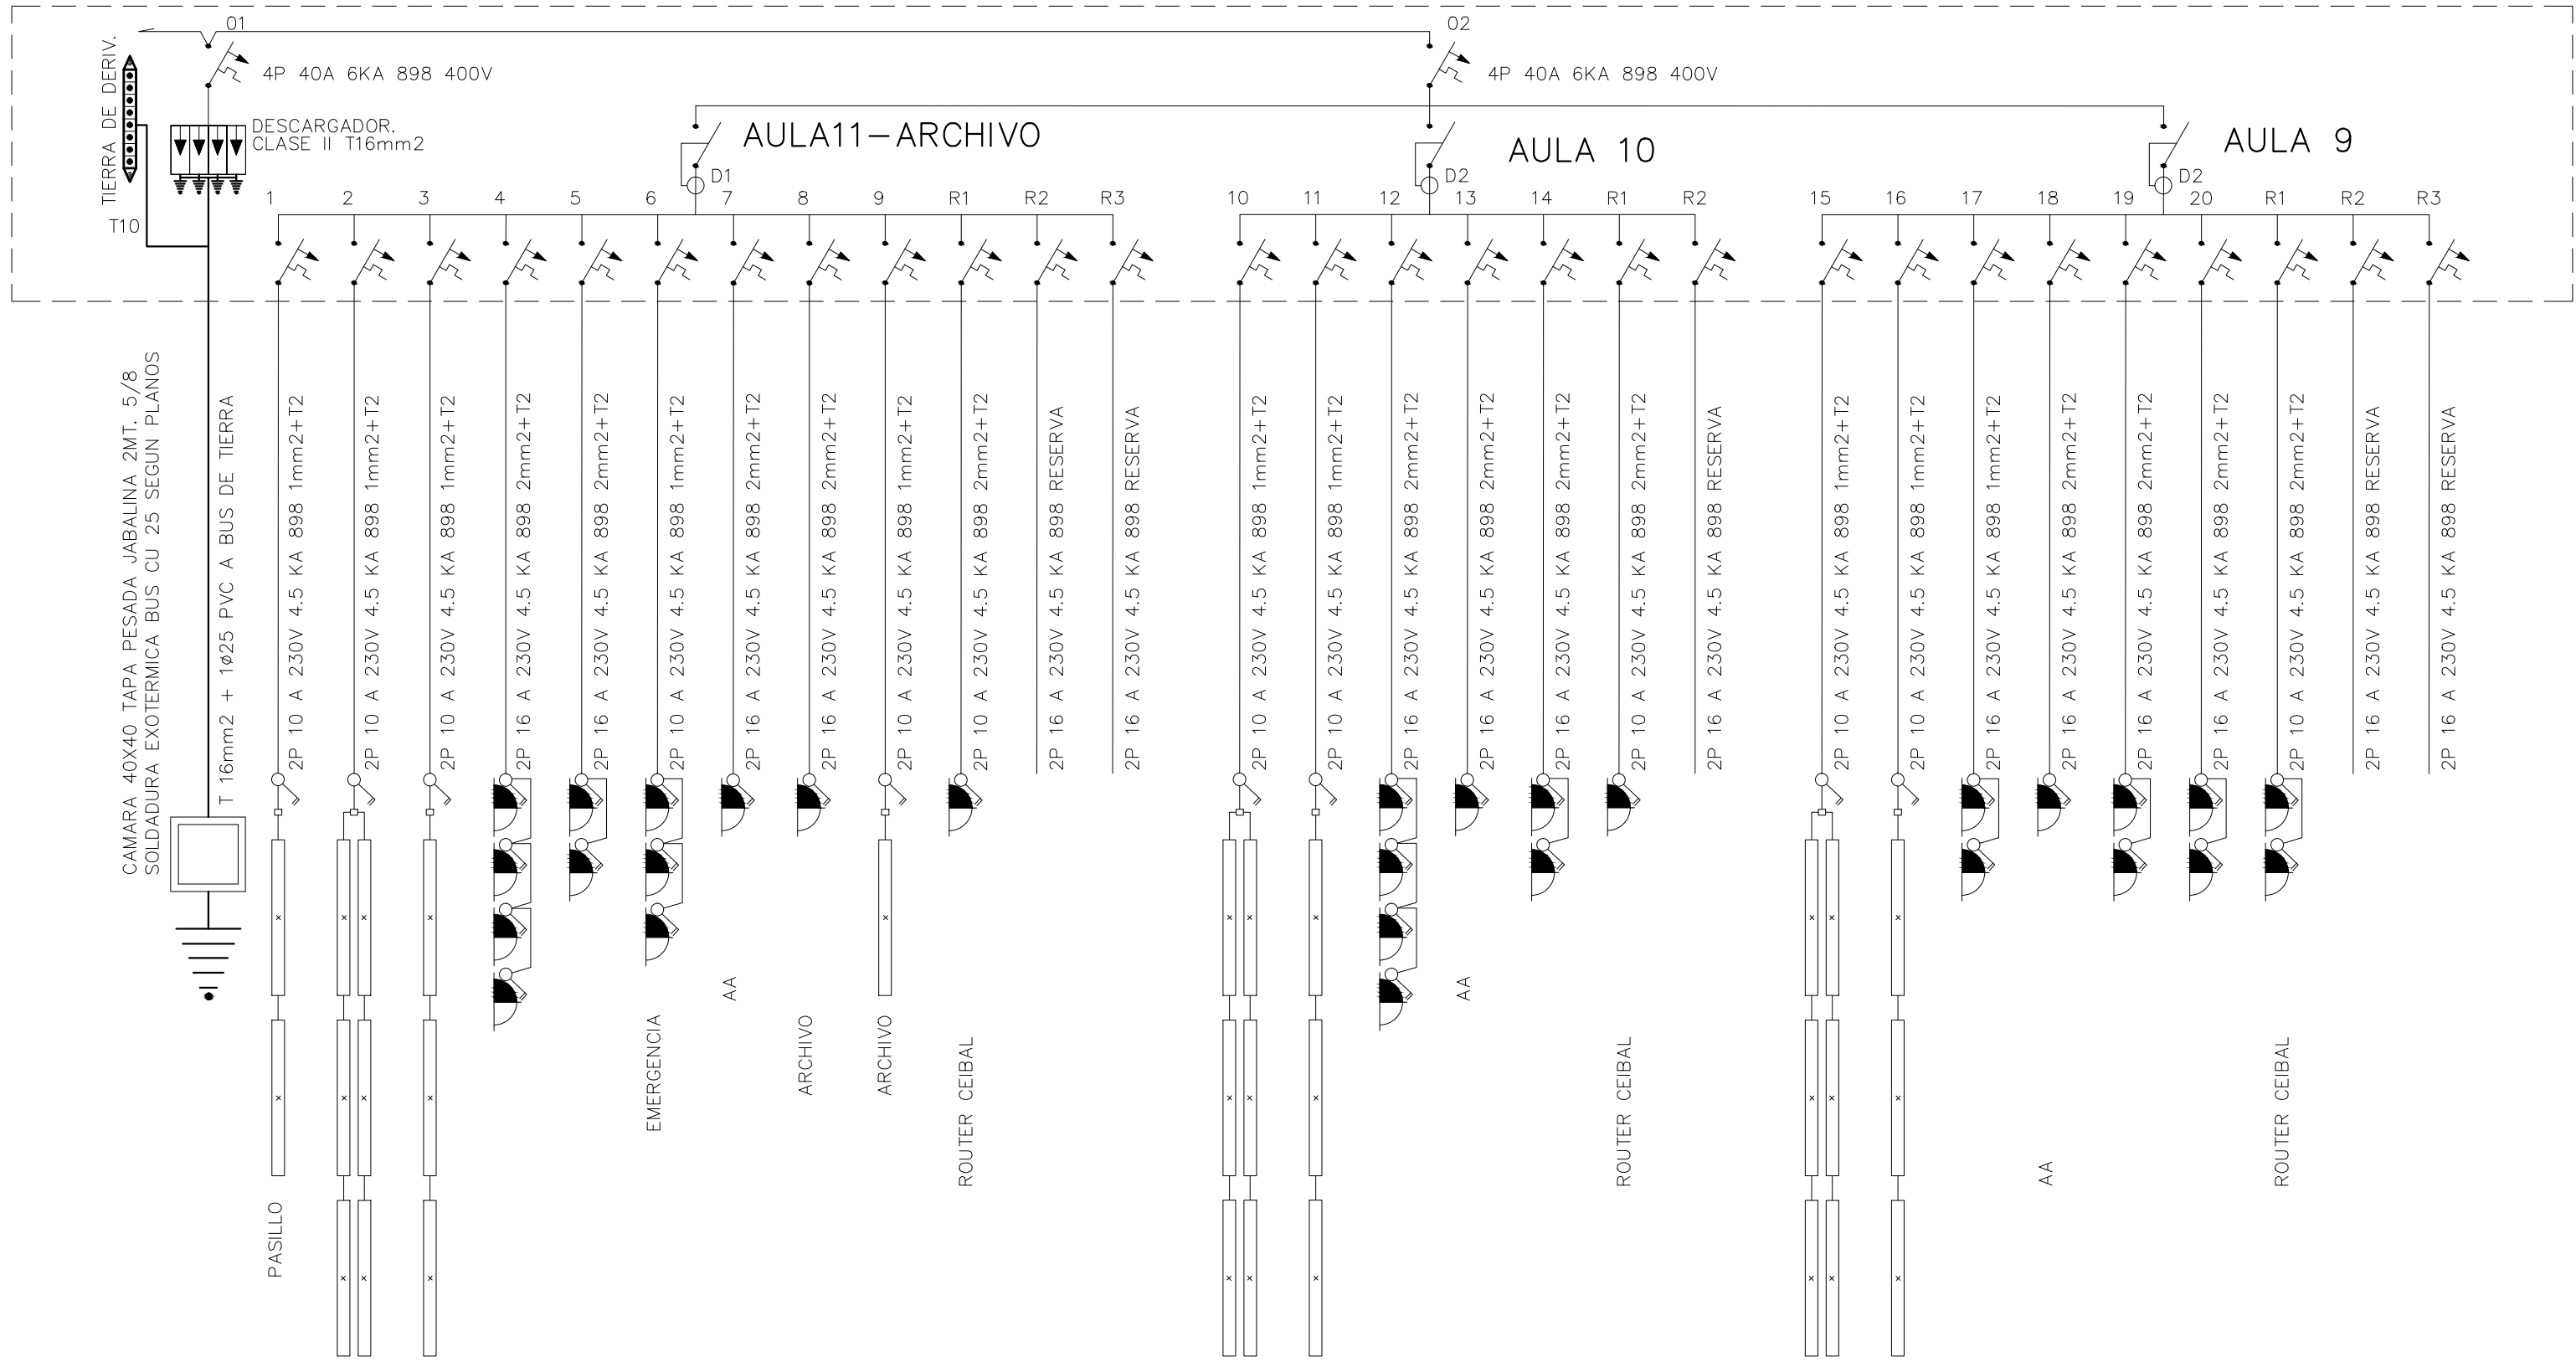 01
02
TIERRA DE DERIV.
4P 40A 6KA 898 400V
4P 40A 6KA 898 400V
DESCARGADOR.
CLASE II T16mm2
AULA11-ARCHIVO
AULA 10
AULA 9
D1
D2
D2
T10
1
2
3
4
5
6
7
8
9
R1
R2
R3
10
11
12
13
14
R1
R2
15
16
17
18
19
20
R1
R2
R3
CAMARA 40X40 TAPA PESADA JABALINA 2MT. 5/8
SOLDADURA EXOTERMICA BUS CU 25 SEGUN PLANOS
T 16mm2 + 1ø25 PVC A BUS DE TIERRA
2P 10 A 230V 4.5 KA 898 1mm2+T2
2P 10 A 230V 4.5 KA 898 1mm2+T2
2P 10 A 230V 4.5 KA 898 1mm2+T2
2P 16 A 230V 4.5 KA 898 2mm2+T2
2P 16 A 230V 4.5 KA 898 2mm2+T2
2P 10 A 230V 4.5 KA 898 1mm2+T2
2P 16 A 230V 4.5 KA 898 2mm2+T2
2P 16 A 230V 4.5 KA 898 2mm2+T2
2P 10 A 230V 4.5 KA 898 1mm2+T2
2P 10 A 230V 4.5 KA 898 2mm2+T2
2P 16 A 230V 4.5 KA 898 RESERVA
2P 16 A 230V 4.5 KA 898 RESERVA
2P 10 A 230V 4.5 KA 898 1mm2+T2
2P 10 A 230V 4.5 KA 898 1mm2+T2
2P 16 A 230V 4.5 KA 898 2mm2+T2
2P 16 A 230V 4.5 KA 898 2mm2+T2
2P 16 A 230V 4.5 KA 898 2mm2+T2
2P 10 A 230V 4.5 KA 898 2mm2+T2
2P 16 A 230V 4.5 KA 898 RESERVA
2P 10 A 230V 4.5 KA 898 1mm2+T2
2P 10 A 230V 4.5 KA 898 1mm2+T2
2P 16 A 230V 4.5 KA 898 1mm2+T2
2P 16 A 230V 4.5 KA 898 2mm2+T2
2P 16 A 230V 4.5 KA 898 2mm2+T2
2P 16 A 230V 4.5 KA 898 2mm2+T2
2P 10 A 230V 4.5 KA 898 2mm2+T2
2P 16 A 230V 4.5 KA 898 RESERVA
2P 16 A 230V 4.5 KA 898 RESERVA
PASILLO
EMERGENCIA
AA
ARCHIVO
ARCHIVO
ROUTER CEIBAL
AA
ROUTER CEIBAL
AA
ROUTER CEIBAL